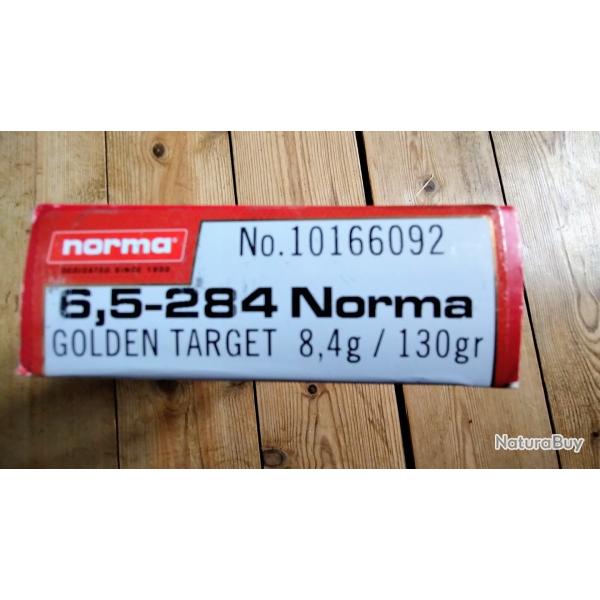 norma®
DEDICATED SINCE 1902
No.10166092
6,5-284 Norma
GOLDEN TARGET 8,4g / 130gr
NaturaBuy